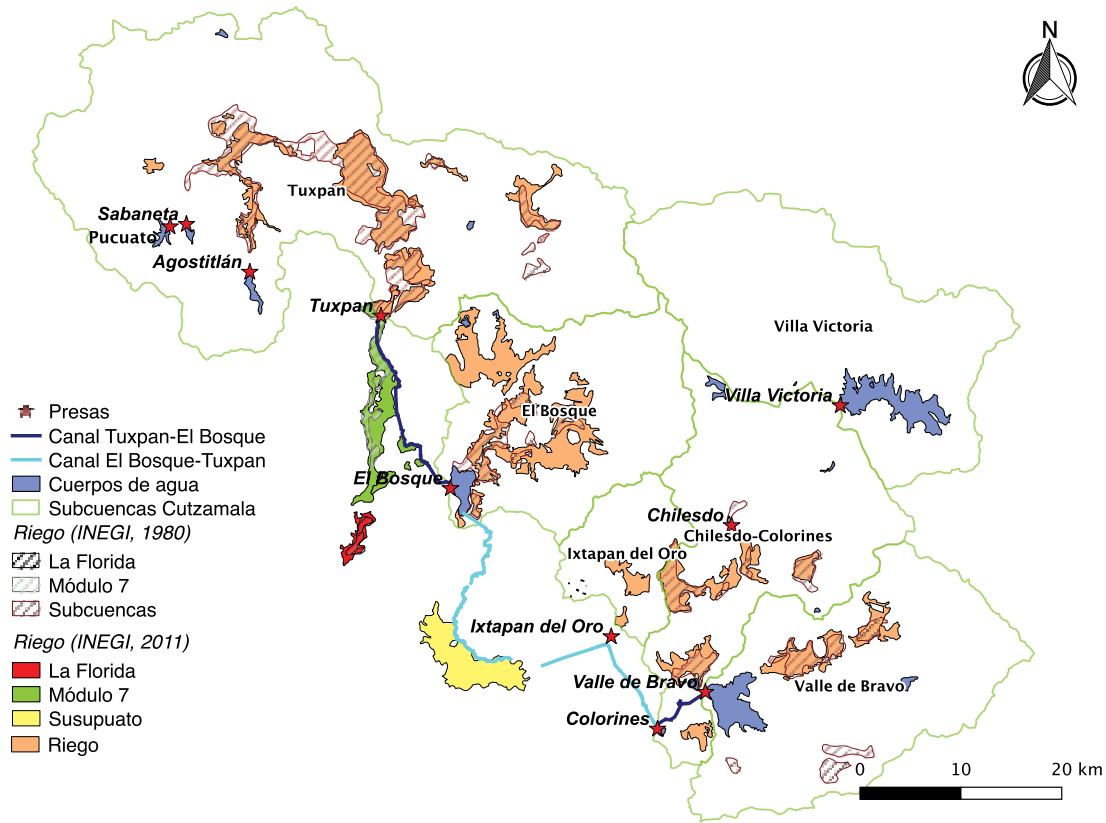 N
Tuxpan
Sabaneta
Pucuato
Agostitlán
Tuxpan
Villa Victoria
Villa Victoria
El Bosque
El Bosque
Chilesdo
Chilesdo-Colorines
Ixtapan del Oro
Ixtapan del Oro
Valle de Bravo
Valle de Bravo
Colorines
0 10 20 km
Presas
Canal Tuxpan-El Bosque
Canal El Bosque-Tuxpan
Cuerpos de agua
Subcuencas Cutzamala
Riego (INEGI, 1980)
La Florida
Módulo 7
Subcuencas
Riego (INEGI, 2011)
La Florida
Módulo 7
Susupuato
Riego